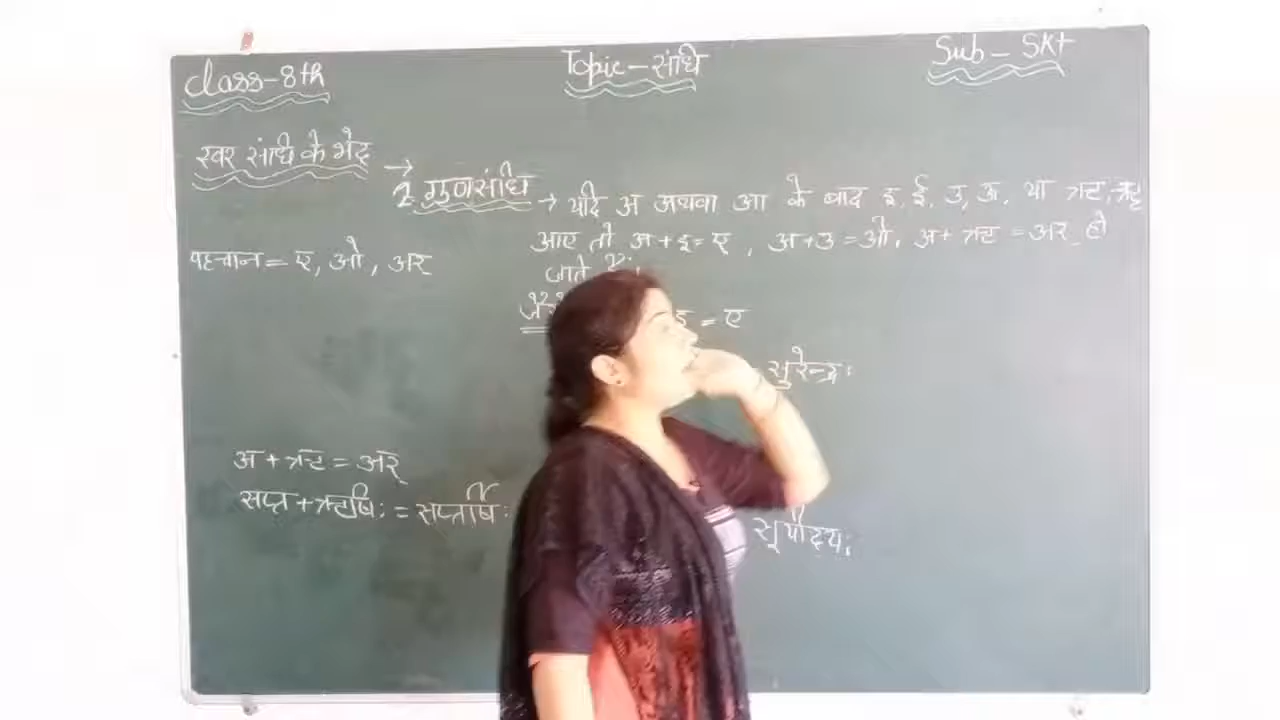 Class-8th
Topic-संधि
Sub-Skt
स्वर संधि के भेद →
2. गुणसंधि → यदि अ अथवा आ के बाद इ, ई, उ, ऊ, या ऋ, ॠ
आए तो अ+इ=ए, अ+उ=ओ, अ+ऋ=अर् हो
जाते हैं।
पहचान = ए, ओ, अर्
इ = ए
सुरेन्द्रः
अ+ऋ=अर्
सप्त+ऋषिः = सप्तर्षिः
सूर्योदयः